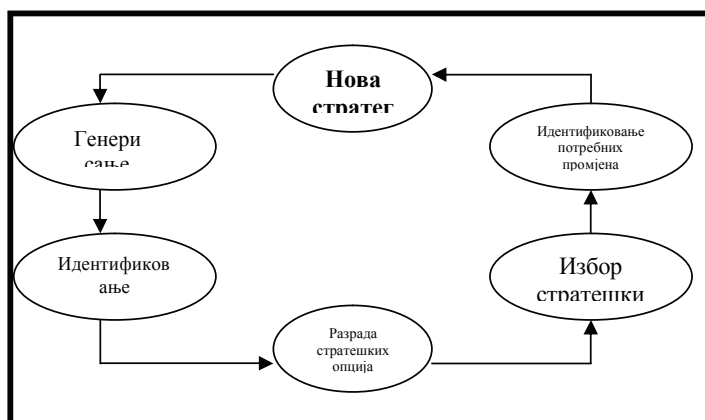 Нова
стратег
Генери
сање
Идентификов
ање
Разрада
стратешких
опција
Избор
стратешки
Идентификовање
потребних
промјена